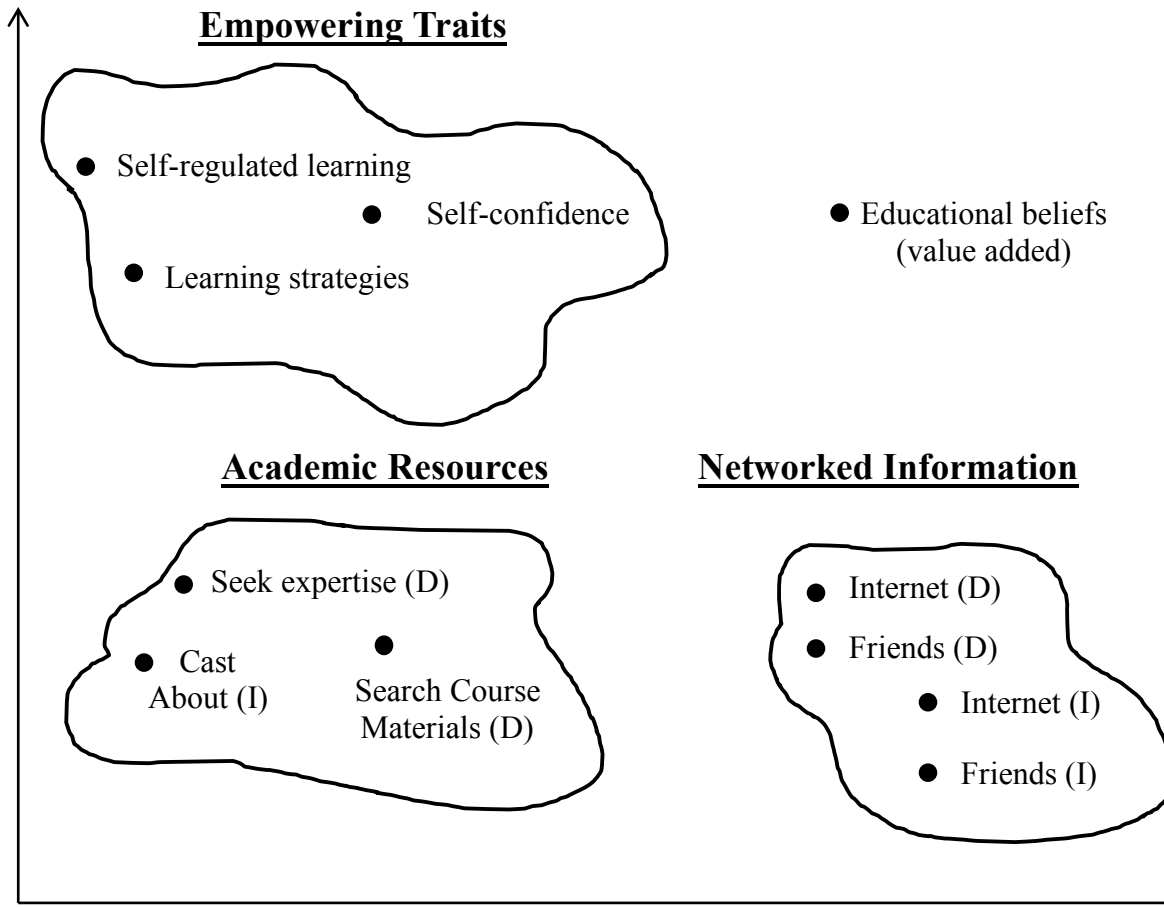 Empowering Traits
Self-regulated learning
Self-confidence
Educational beliefs
(value added)
Learning strategies
Academic Resources
Networked Information
Seek expertise (D)
Cast
About (I)
Search Course
Materials (D)
Internet (D)
Friends (D)
Internet (I)
Friends (I)